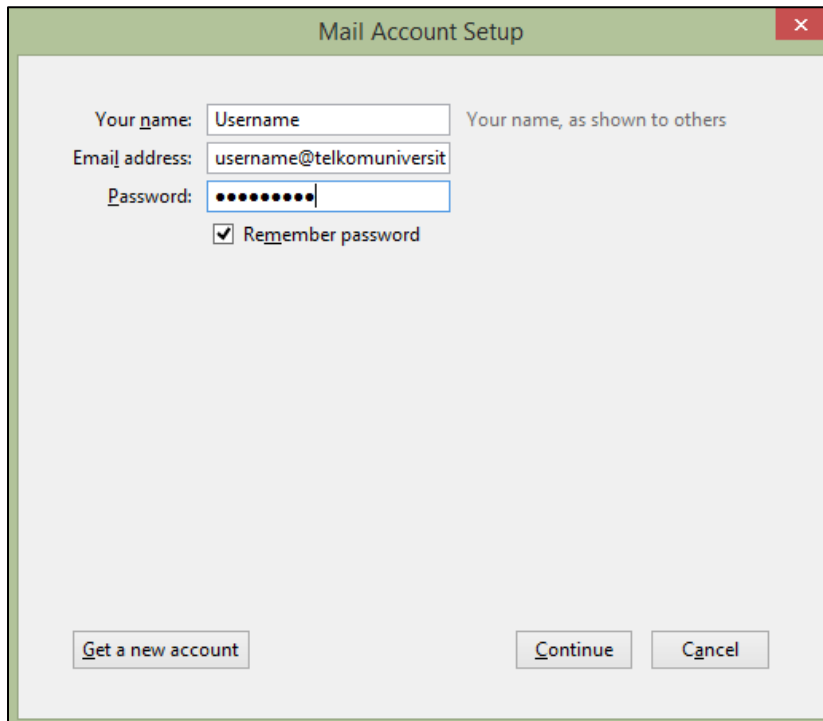 Mail Account Setup
Your name: Username Your name, as shown to others
Email address: username@telkomuniversit
Password: •••••••••
Remember password
Get a new account Continue Cancel